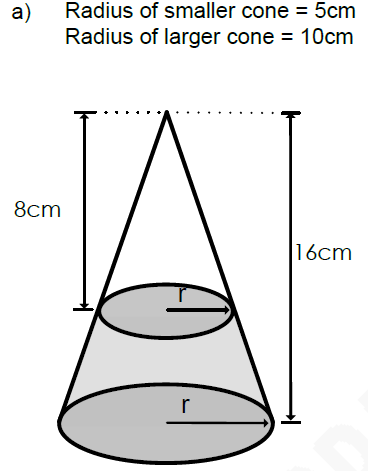 a) Radius of smaller cone = 5cm
Radius of larger cone = 10cm
8cm
r
16cm
r